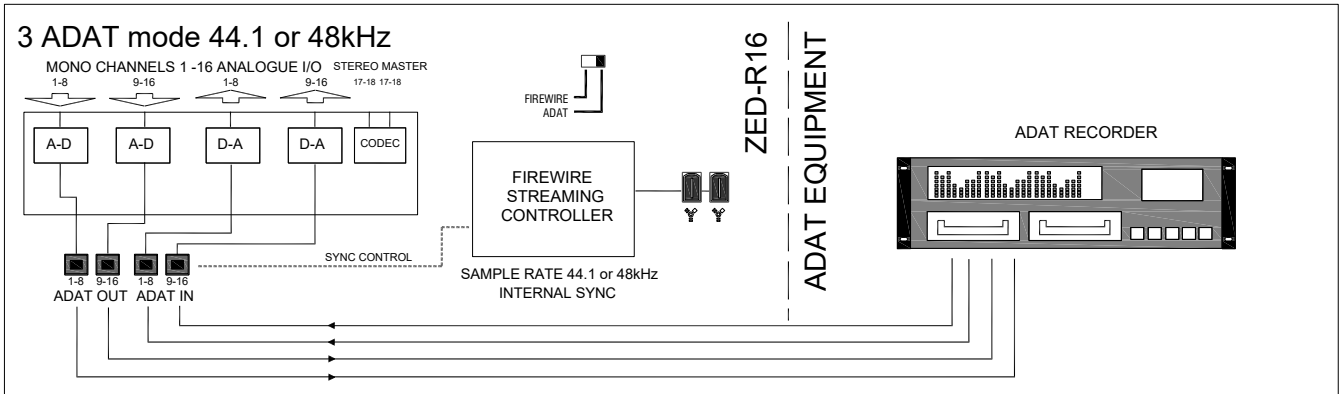 3 ADAT mode 44.1 or 48kHz
MONO CHANNELS 1 -16 ANALOGUE I/O STEREO MASTER
1-8 9-16 1-8 9-16 17-18 17-18
A-D A-D D-A D-A CODEC
FIREWIRE
ADAT
FIREWIRE
STREAMING
CONTROLLER
SYNC CONTROL
SAMPLE RATE 44.1 or 48kHz
INTERNAL SYNC
1-8 9-16 1-8 9-16
ADAT OUT ADAT IN
ZED-R16
ADAT EQUIPMENT
ADAT RECORDER